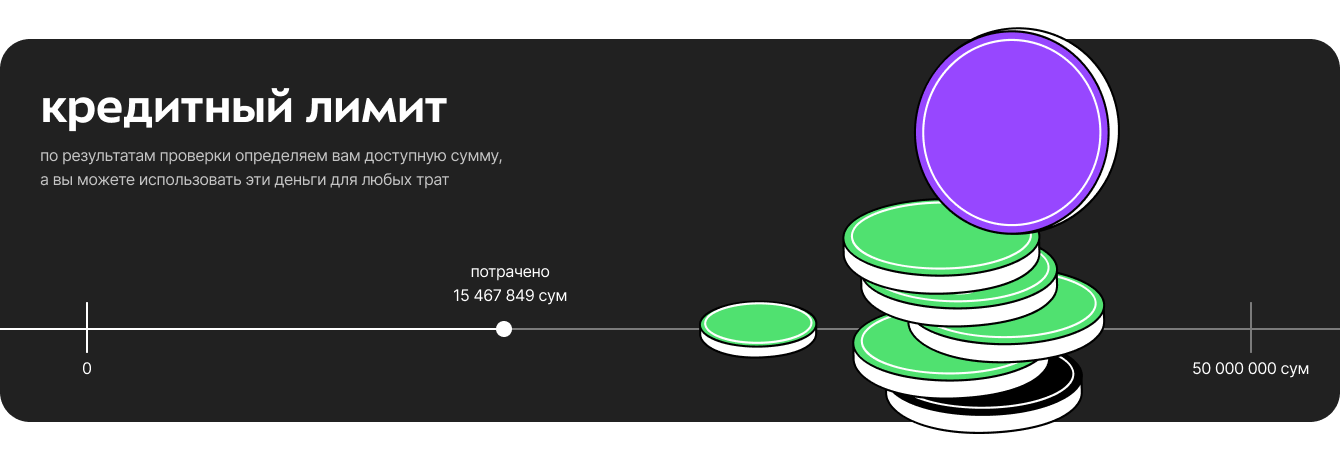 кредитный лимит
по результатам проверки определяем вам доступную сумму,
а вы можете использовать эти деньги для любых трат
потрачено
15 467 849 сум
0
50 000 000 сум